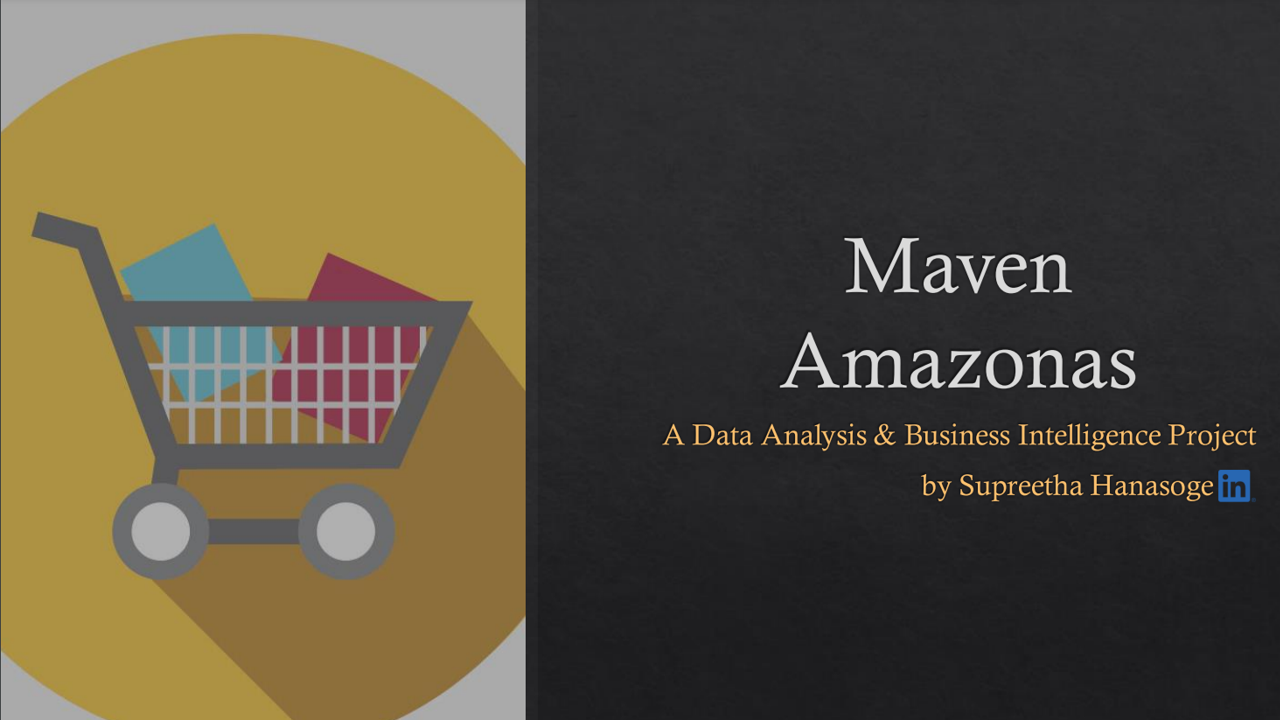 Maven
Amazonas
A Data Analysis & Business Intelligence Project
by Supreetha Hanasoge in